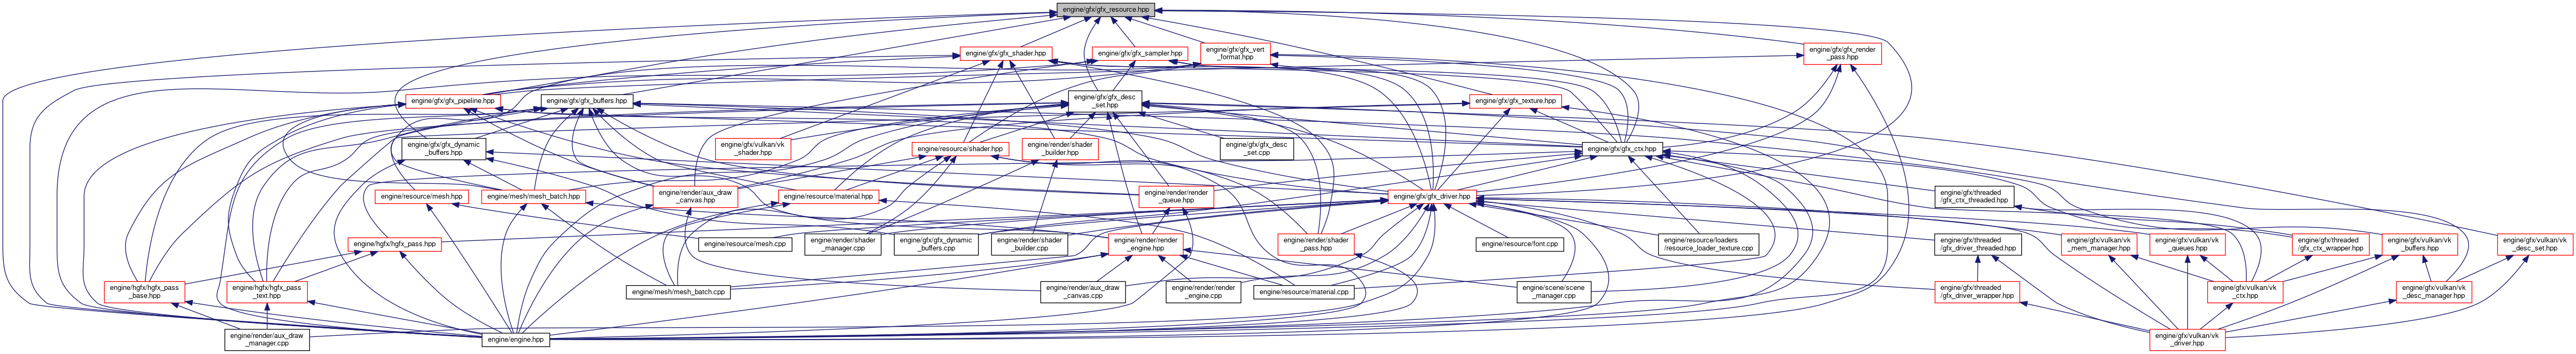 engine/gfx/gfx_resource.hpp
engine/gfx/gfx_shader.hpp
engine/gfx/gfx_sampler.hpp
engine/gfx/gfx_vert
_format.hpp
engine/gfx/gfx_render
_pass.hpp
engine/gfx/gfx_pipeline.hpp
engine/gfx/gfx_buffers.hpp
engine/gfx/gfx_desc
_set.hpp
engine/gfx/gfx_texture.hpp
engine/gfx/gfx_dynamic
_buffers.hpp
engine/gfx/vulkan/vk
_shader.hpp
engine/resource/shader.hpp
engine/render/shader
_builder.hpp
engine/gfx/gfx_desc
_set.cpp
engine/gfx/gfx_ctx.hpp
engine/resource/mesh.hpp
engine/mesh/mesh_batch.hpp
engine/render/aux_draw
_canvas.hpp
engine/resource/material.hpp
engine/render/render
_queue.hpp
engine/gfx/gfx_driver.hpp
engine/gfx/threaded
/gfx_ctx_threaded.hpp
engine/hgfx/hgfx_pass.hpp
engine/resource/mesh.cpp
engine/render/shader
_manager.cpp
engine/gfx/gfx_dynamic
_buffers.cpp
engine/render/shader
_builder.cpp
engine/render/render
_engine.hpp
engine/render/shader
_pass.hpp
engine/resource/font.cpp
engine/resource/loaders
/resource_loader_texture.cpp
engine/gfx/threaded
/gfx_driver_threaded.hpp
engine/gfx/vulkan/vk
_mem_manager.hpp
engine/gfx/vulkan/vk
_queues.hpp
engine/gfx/threaded
/gfx_ctx_wrapper.hpp
engine/gfx/vulkan/vk
_buffers.hpp
engine/gfx/vulkan/vk
_desc_set.hpp
engine/hgfx/hgfx_pass
_base.hpp
engine/hgfx/hgfx_pass
_text.hpp
engine/mesh/mesh_batch.cpp
engine/render/aux_draw
_canvas.cpp
engine/render/render
_engine.cpp
engine/resource/material.cpp
engine/scene/scene
_manager.cpp
engine/gfx/threaded
/gfx_driver_wrapper.hpp
engine/gfx/vulkan/vk
_ctx.hpp
engine/gfx/vulkan/vk
_desc_manager.hpp
engine/render/aux_draw
_manager.cpp
engine/engine.hpp
engine/gfx/vulkan/vk
_driver.hpp